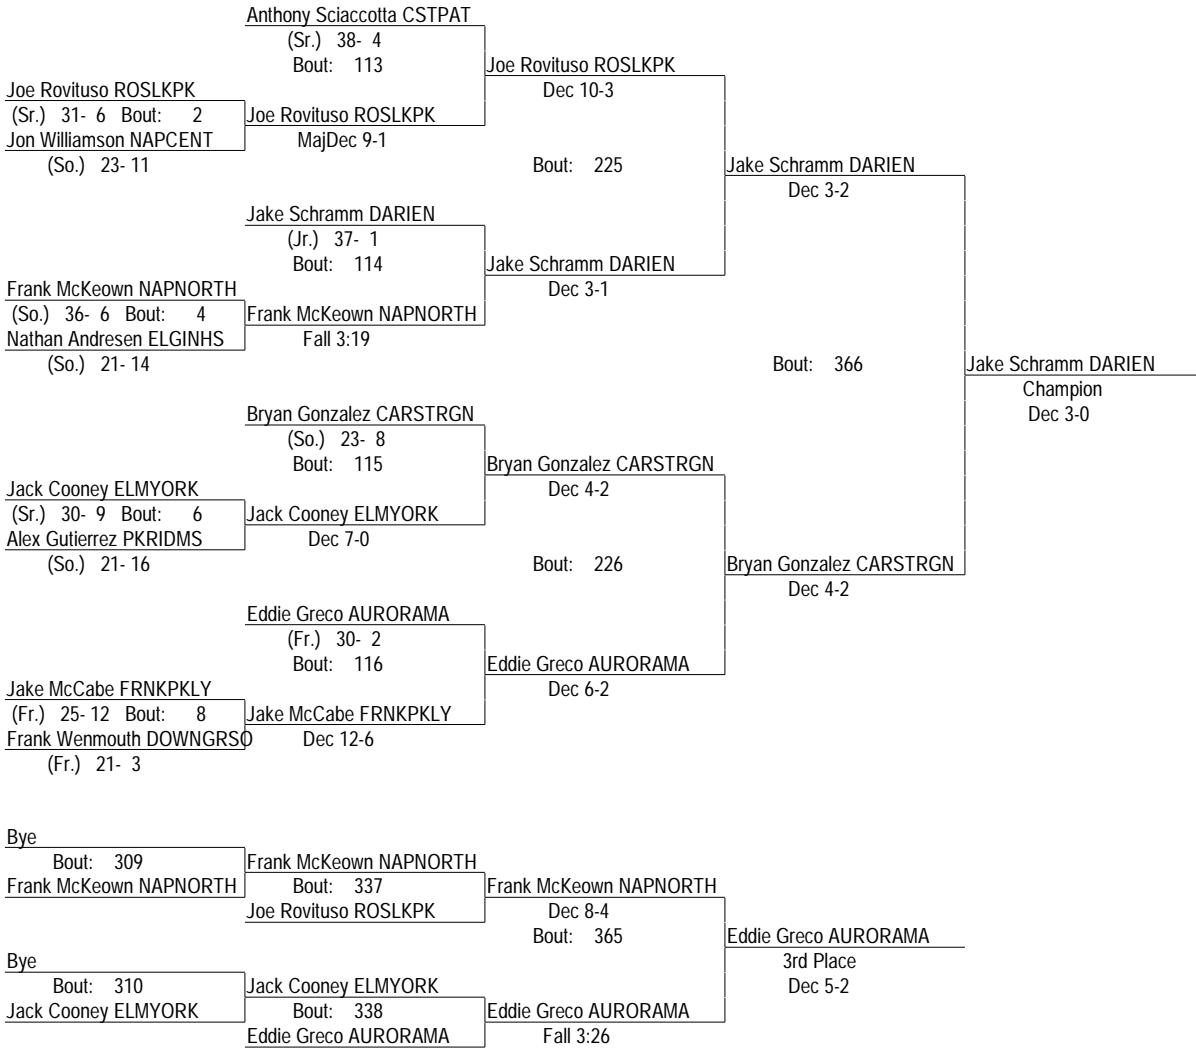 Anthony Sciaccotta CSTPAT
(Sr.) 38- 4
Bout: 113
Joe Rovituso ROSLKPK
Dec 10-3
Joe Rovituso ROSLKPK
(Sr.) 31- 6 Bout: 2
Joe Rovituso ROSLKPK
Jon Williamson NAPCENT
MajDec 9-1
(So.) 23- 11
Bout: 225
Jake Schramm DARIEN
Dec 3-2
Jake Schramm DARIEN
(Jr.) 37- 1
Bout: 114
Jake Schramm DARIEN
Dec 3-1
Frank McKeown NAPNORTH
(So.) 36- 6 Bout: 4
Frank McKeown NAPNORTH
Nathan Andresen ELGINHS
Fall 3:19
(So.) 21- 14
Bout: 366
Jake Schramm DARIEN
Champion
Dec 3-0
Bryan Gonzalez CARSTRGN
(So.) 23- 8
Bout: 115
Bryan Gonzalez CARSTRGN
Dec 4-2
Jack Cooney ELMYORK
(Sr.) 30- 9 Bout: 6
Jack Cooney ELMYORK
Alex Gutierrez PKRIDMS
Dec 7-0
(So.) 21- 16
Bout: 226
Bryan Gonzalez CARSTRGN
Dec 4-2
Eddie Greco AURORAMA
(Fr.) 30- 2
Bout: 116
Eddie Greco AURORAMA
Dec 6-2
Jake McCabe FRNKPKLY
(Fr.) 25- 12 Bout: 8
Jake McCabe FRNKPKLY
Frank Wenmouth DOWNGRSO
Dec 12-6
(Fr.) 21- 3
Bye
Bout: 309
Frank McKeown NAPNORTH
Frank McKeown NAPNORTH
Bout: 337
Frank McKeown NAPNORTH
Joe Rovituso ROSLKPK
Dec 8-4
Bout: 365
Eddie Greco AURORAMA
3rd Place
Dec 5-2
Bye
Bout: 310
Jack Cooney ELMYORK
Jack Cooney ELMYORK
Bout: 338
Eddie Greco AURORAMA
Eddie Greco AURORAMA
Fall 3:26